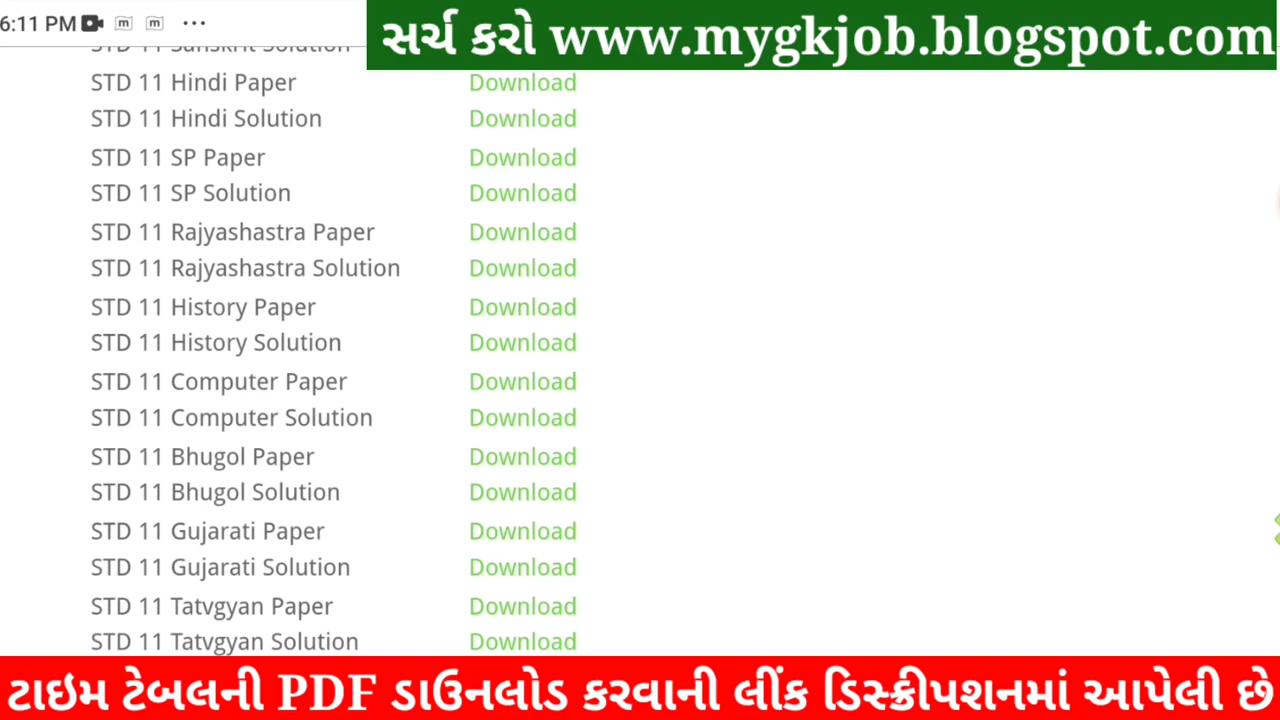 6:11 PM
સર્ચ કરો www.mygkjob.blogspot.com
STD 11 Sanskrit Solution
STD 11 Hindi Paper Download
STD 11 Hindi Solution Download
STD 11 SP Paper Download
STD 11 SP Solution Download
STD 11 Rajyashastra Paper Download
STD 11 Rajyashastra Solution Download
STD 11 History Paper Download
STD 11 History Solution Download
STD 11 Computer Paper Download
STD 11 Computer Solution Download
STD 11 Bhugol Paper Download
STD 11 Bhugol Solution Download
STD 11 Gujarati Paper Download
STD 11 Gujarati Solution Download
STD 11 Tatvgyan Paper Download
STD 11 Tatvgyan Solution Download
ટાઇમ ટેબલની PDF ડાઉનલોડ કરવાની લીંક ડિસ્ક્રીપશનમાં આપેલી છે